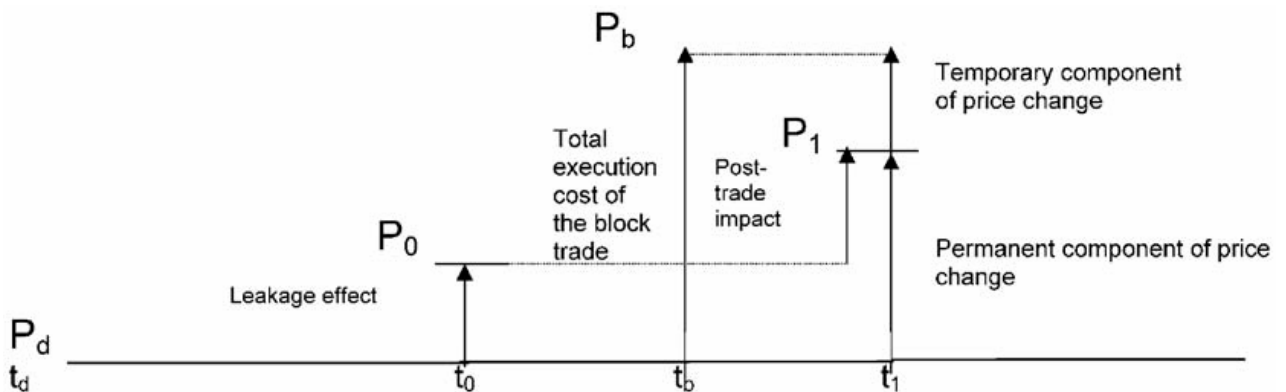 P_b
Temporary component
of price change
Total
execution
cost of
the block
trade
P_1
Post-
trade
impact
P_0
Permanent component of price
change
Leakage effect
P_d
t_d
t_0
t_b
t_1